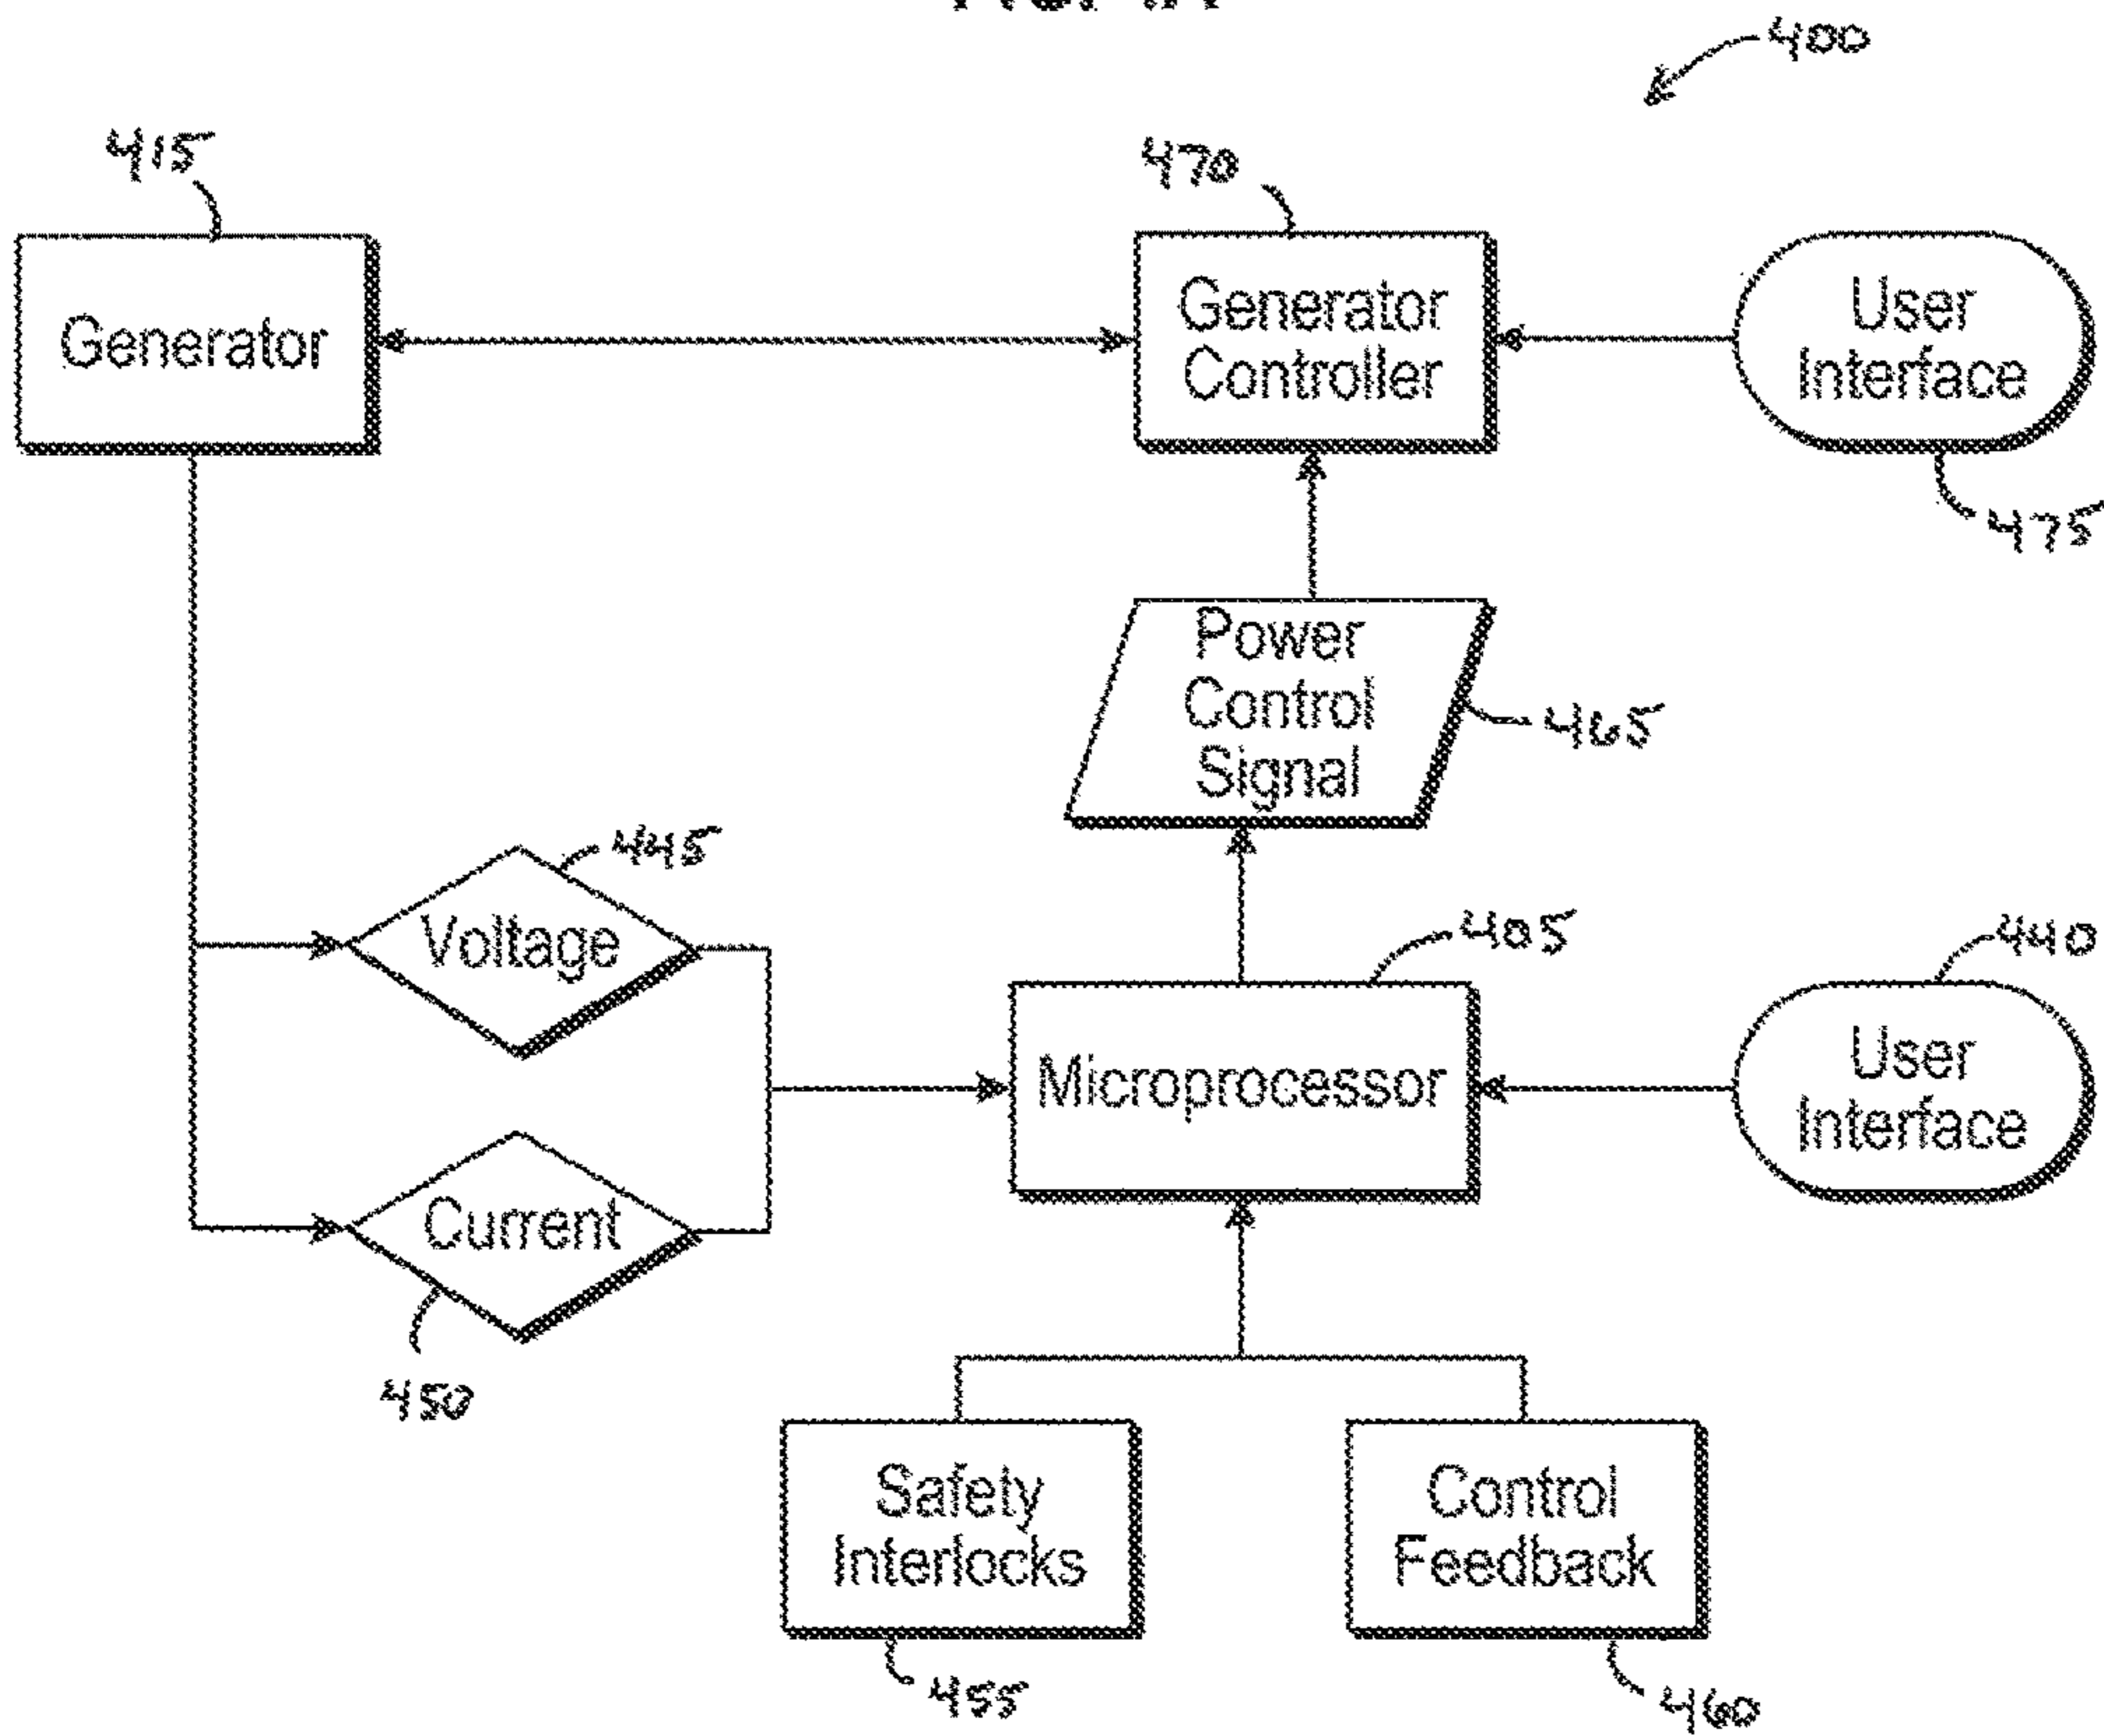 400
415
470
Generator
Generator
Controller
User
Interface
475
Power
Control
Signal
465
445
Voltage
405
440
Microprocessor
User
Interface
Current
450
Safety
Interlocks
Control
Feedback
455
460